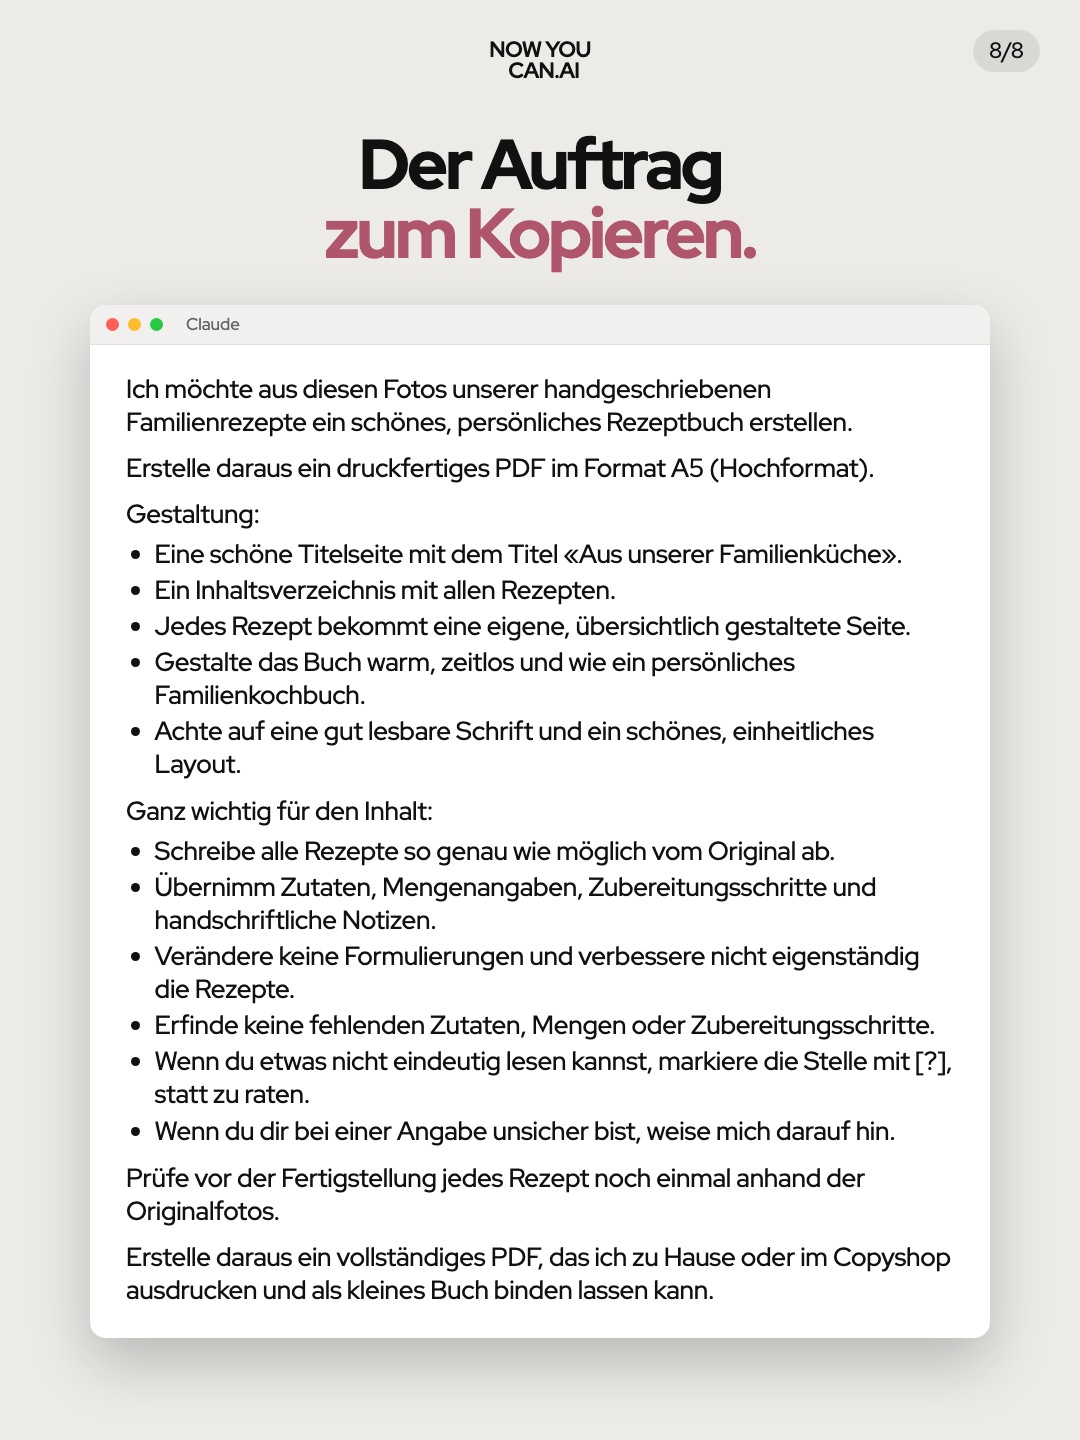 NOW YOU
CAN.AI
8/8
Der Auftrag
zum Kopieren.
Claude
Ich möchte aus diesen Fotos unserer handgeschriebenen
Familienrezepte ein schönes, persönliches Rezeptbuch erstellen.
Erstelle daraus ein druckfertiges PDF im Format A5 (Hochformat).
Gestaltung:
• Eine schöne Titelseite mit dem Titel «Aus unserer Familienküche».
• Ein Inhaltsverzeichnis mit allen Rezepten.
• Jedes Rezept bekommt eine eigene, übersichtlich gestaltete Seite.
• Gestalte das Buch warm, zeitlos und wie ein persönliches
Familienkochbuch.
• Achte auf eine gut lesbare Schrift und ein schönes, einheitliches
Layout.
Ganz wichtig für den Inhalt:
• Schreibe alle Rezepte so genau wie möglich vom Original ab.
• Übernimm Zutaten, Mengenangaben, Zubereitungsschritte und
handschriftliche Notizen.
• Verändere keine Formulierungen und verbessere nicht eigenständig
die Rezepte.
• Erfinde keine fehlenden Zutaten, Mengen oder Zubereitungsschritte.
• Wenn du etwas nicht eindeutig lesen kannst, markiere die Stelle mit [?],
statt zu raten.
• Wenn du dir bei einer Angabe unsicher bist, weise mich darauf hin.
Prüfe vor der Fertigstellung jedes Rezept noch einmal anhand der
Originalfotos.
Erstelle daraus ein vollständiges PDF, das ich zu Hause oder im Copyshop
ausdrucken und als kleines Buch binden lassen kann.